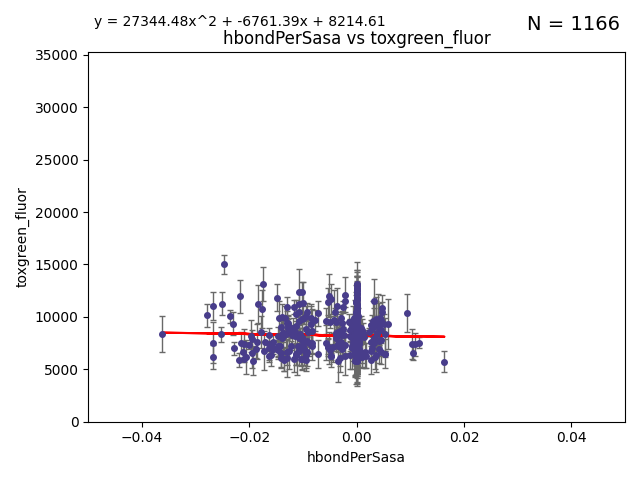 y = 27344.48x^2 + -6761.39x + 8214.61
N = 1166
hbondPerSasa vs toxgreen_fluor
35000
30000
25000
20000
15000
10000
5000
0
toxgreen_fluor
−0.04
−0.02
0.00
0.02
0.04
hbondPerSasa